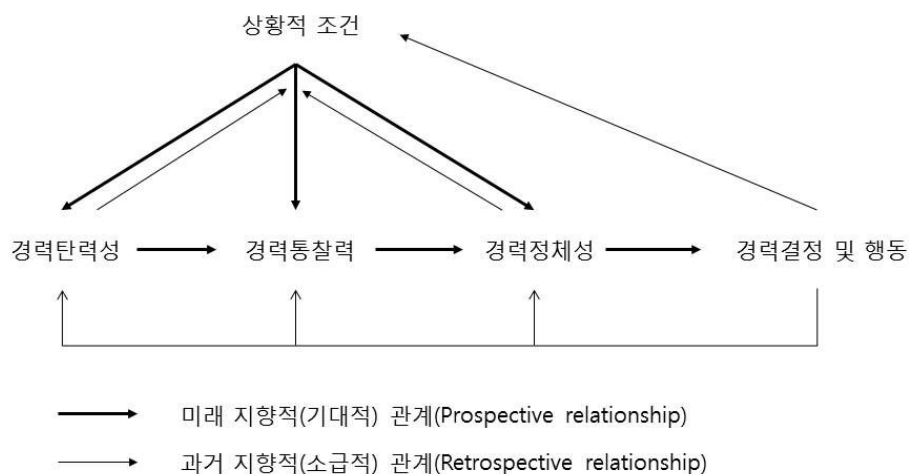 상황적 조건
경력탄력성 경력통찰력 경력정체성 경력결정 및 행동
미래 지향적(기대적) 관계(Prospective relationship)
과거 지향적(소급적) 관계(Retrospective relationship)